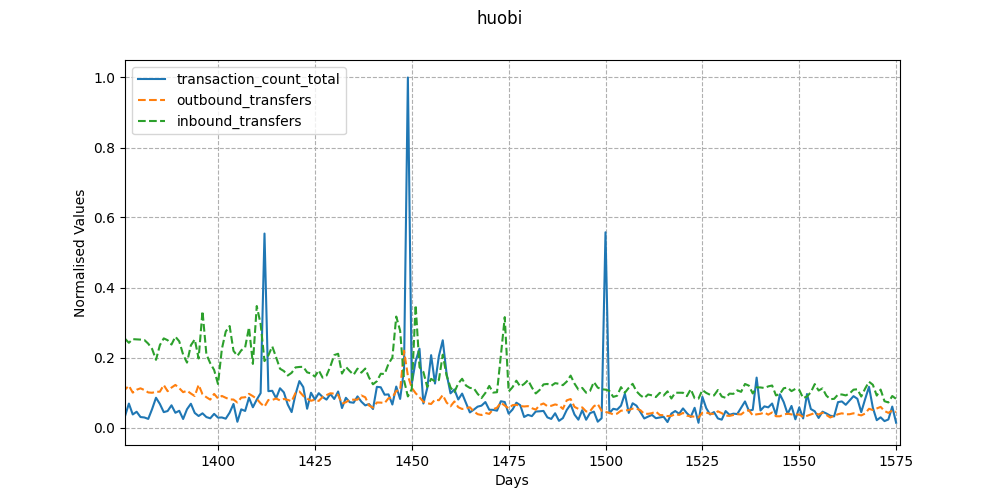 huobi
transaction_count_total
outbound_transfers
inbound_transfers
Normalised Values
1.0
0.8
0.6
0.4
0.2
0.0
1400 1425 1450 1475 1500 1525 1550 1575
Days